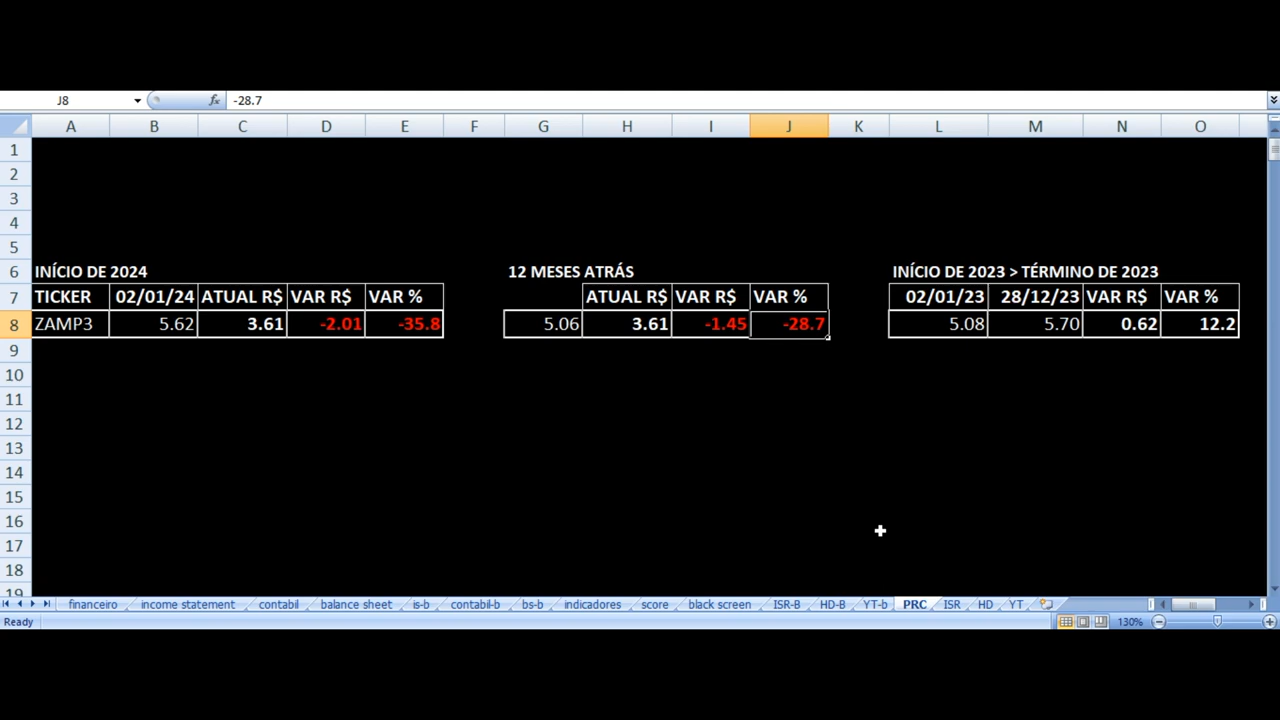 J8 fx -28.7
A B C D E F G H I J K L M N O
1
2
3
4
5
6 INÍCIO DE 2024 12 MESES ATRÁS INÍCIO DE 2023 > TÉRMINO DE 2023
7 TICKER 02/01/24 ATUAL R$ VAR R$ VAR % ATUAL R$ VAR R$ VAR % 02/01/23 28/12/23 VAR R$ VAR %
8 ZAMP3 5.62 3.61 -2.01 -35.8 5.06 3.61 -1.45 -28.7 5.08 5.70 0.62 12.2
9
10
11
12
13
14
15
16
17
18
19
financeiro income statement contabil balance sheet is-b contabil-b bs-b indicadores score black screen ISR-B HD-B YT-b PRC ISR HD YT
Ready 130%